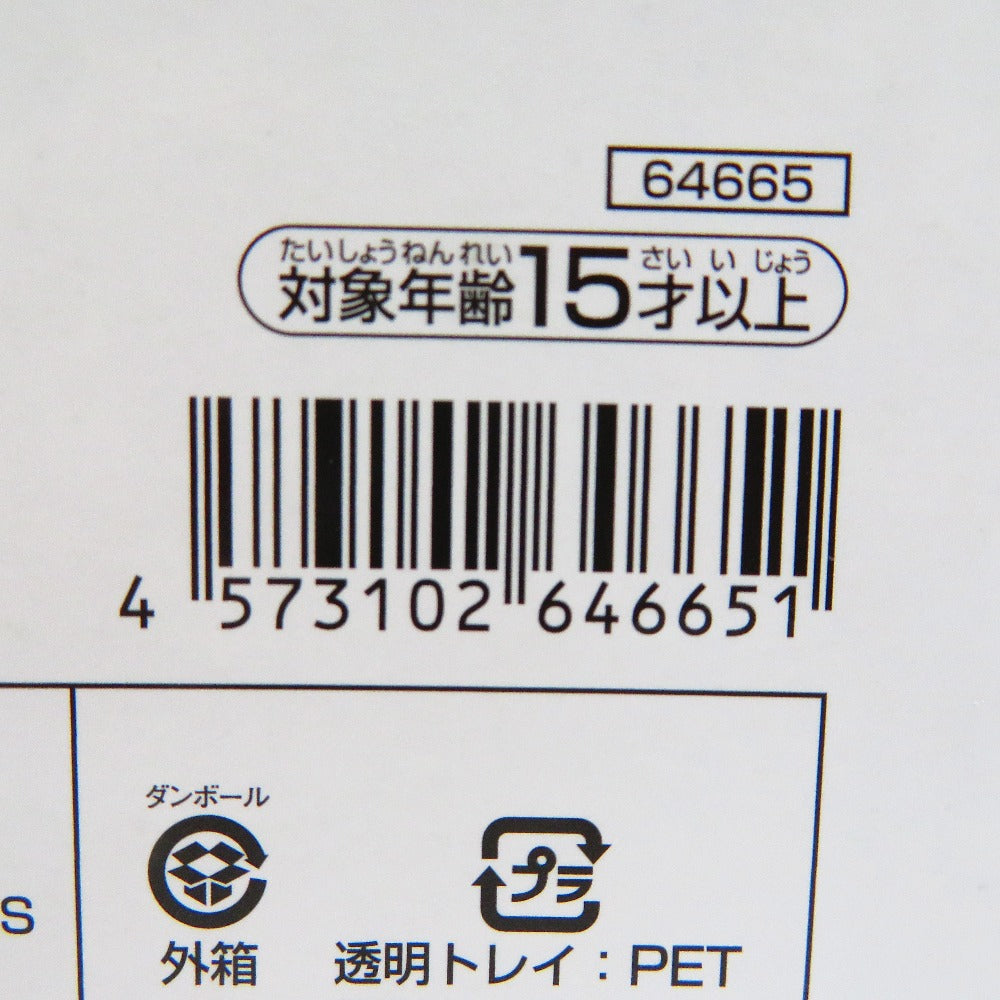 64665
たいしょうねんれい さい い じょう
対象年齢15才以上
4 573102 646651
ダンボール
プラ
S
外箱
透明トレイ：PET